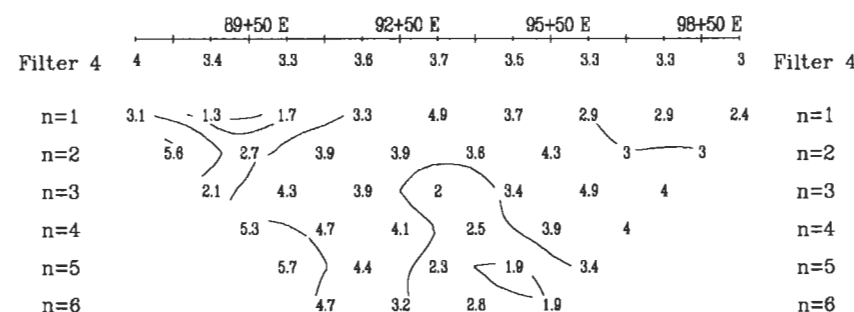 89+50 E 92+50 E 95+50 E 98+50 E
Filter 4 4 3.4 3.3 3.6 3.7 3.5 3.3 3.3 3 Filter 4
n=1 3.1 1.3 1.7 3.3 4.9 3.7 2.9 2.9 2.4 n=1
n=2 5.6 2.7 3.9 3.9 3.6 4.3 3 3 n=2
n=3 2.1 4.3 3.9 2 3.4 4.9 4 n=3
n=4 5.3 4.7 4.1 2.5 3.9 4 n=4
n=5 5.7 4.4 2.3 1.9 3.4 n=5
n=6 4.7 3.2 2.8 1.9 n=6